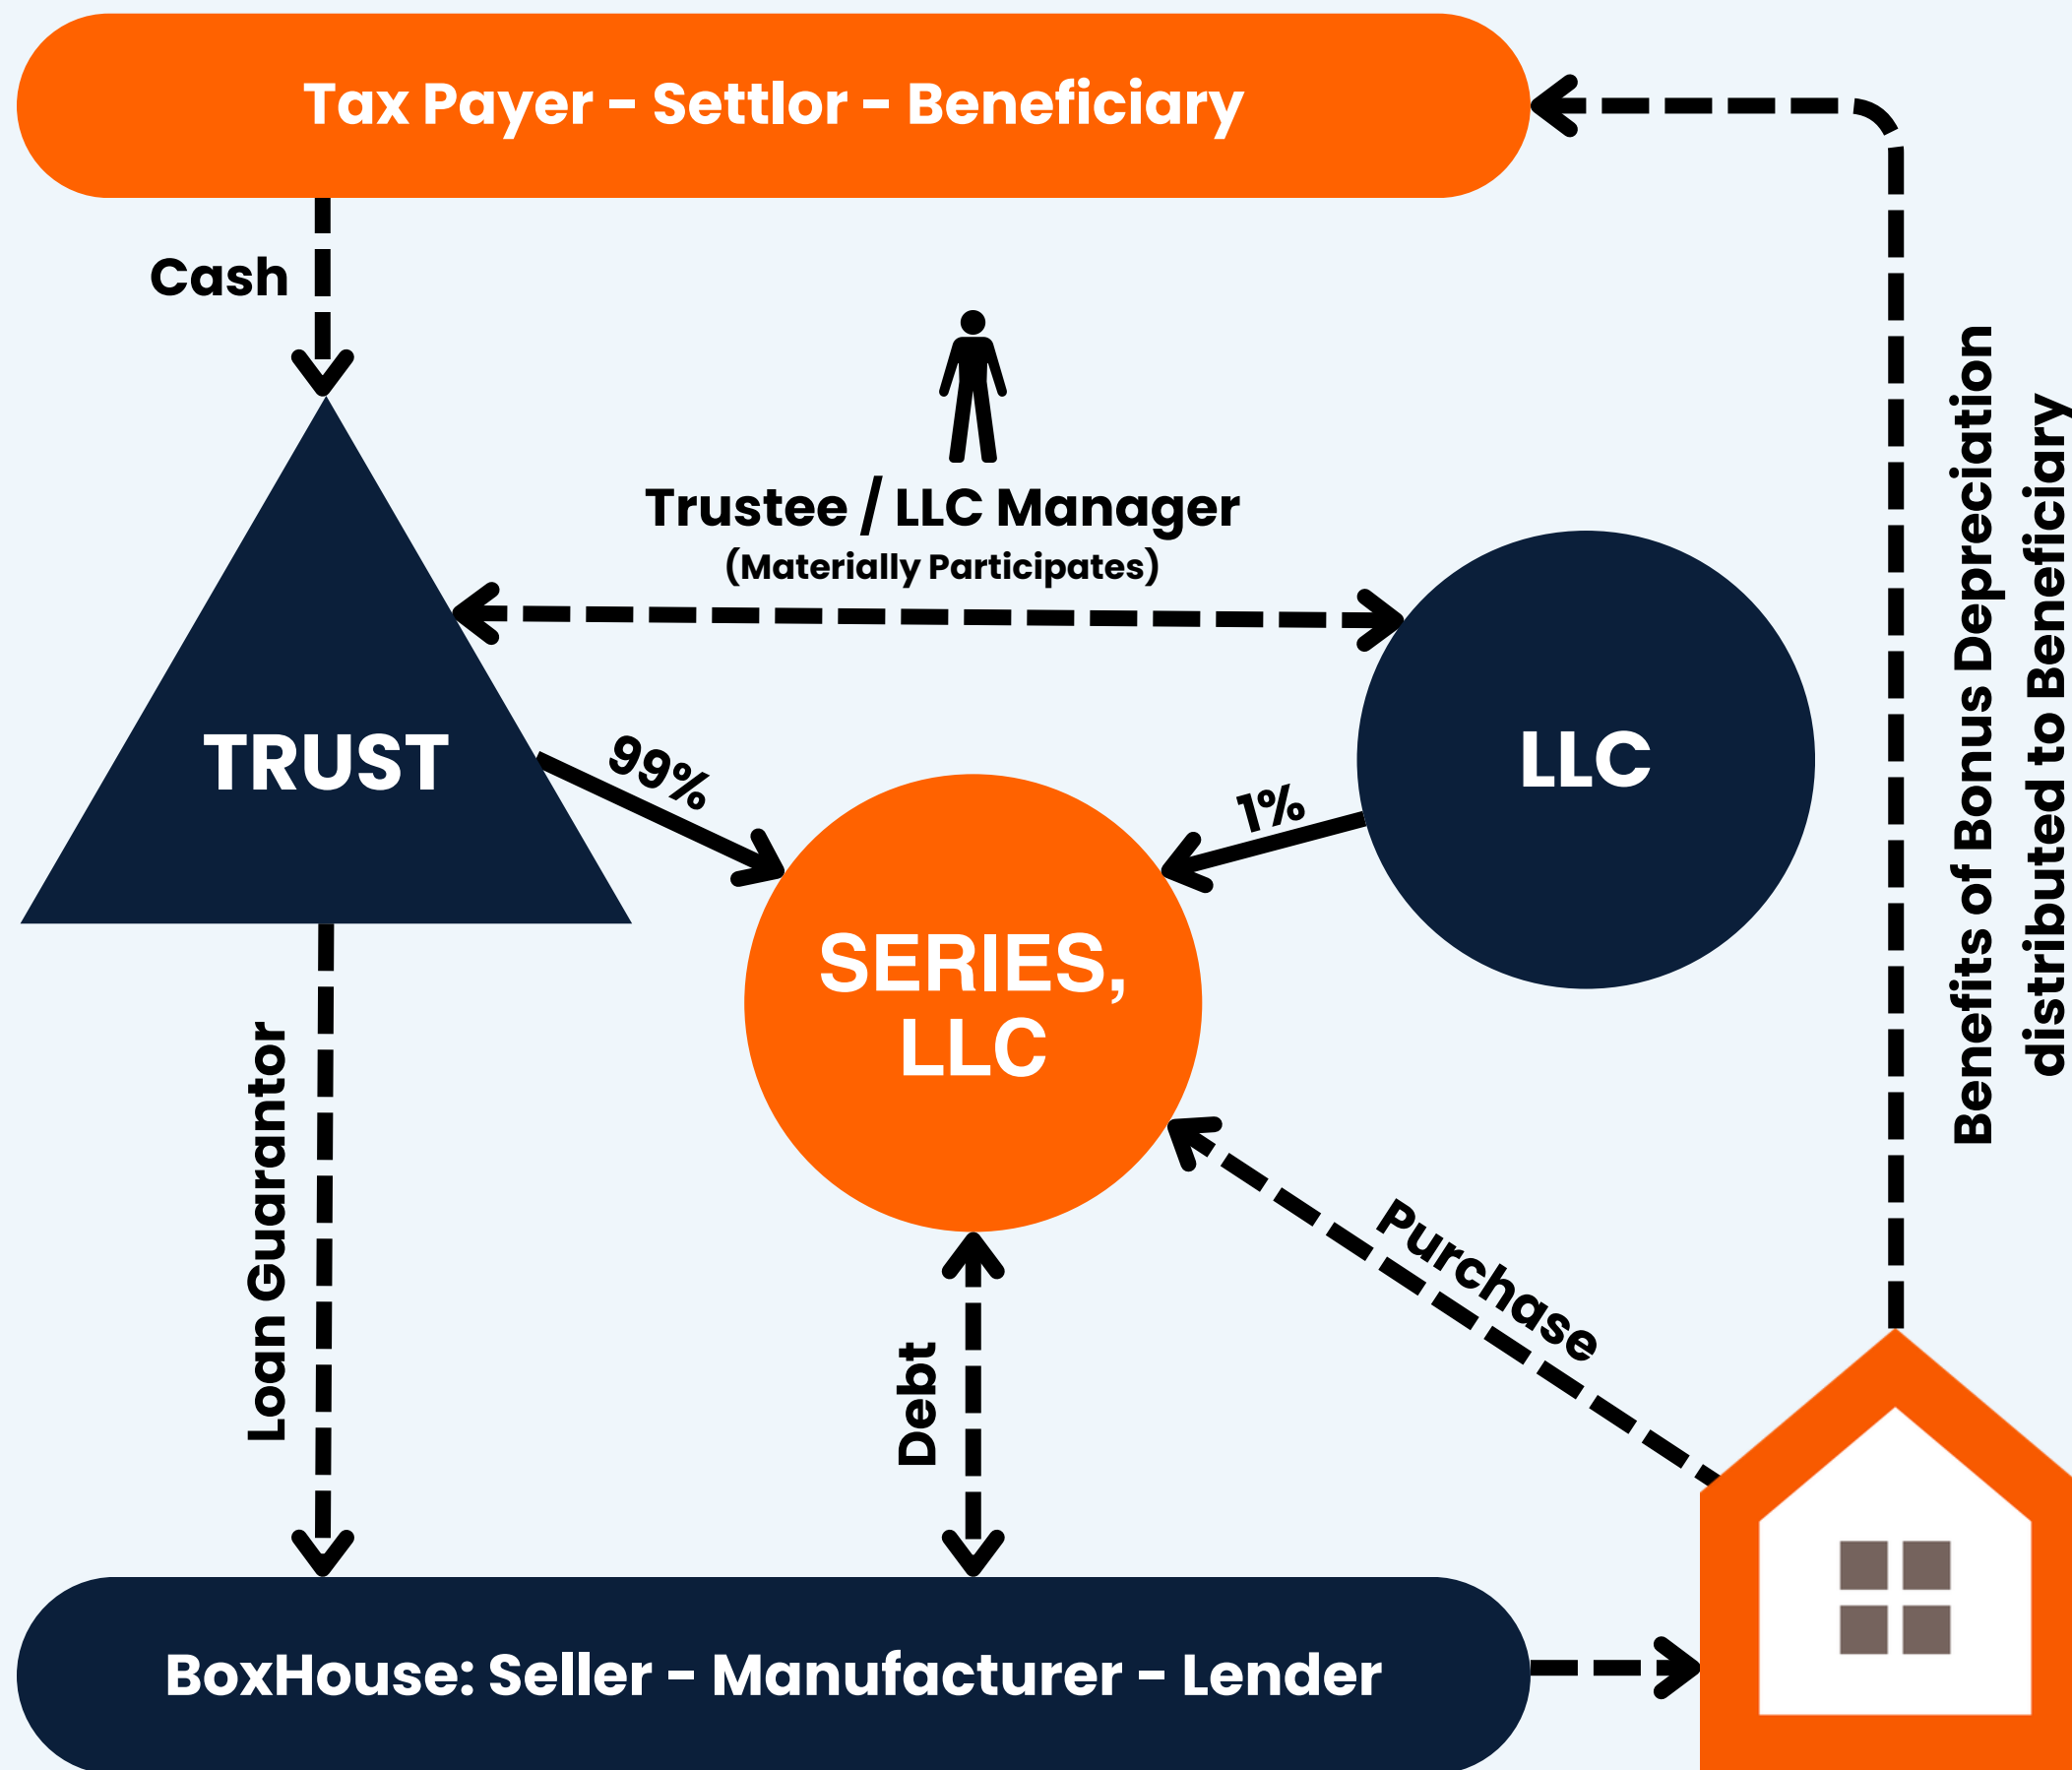 Tax Payer - Settlor - Beneficiary
Cash
Trustee / LLC Manager
(Materially Participates)
TRUST
99%
1%
LLC
SERIES,
LLC
Benefits of Bonus Depreciation
distributed to Beneficiary
Loan Guarantor
Debt
Purchase
BoxHouse: Seller - Manufacturer - Lender